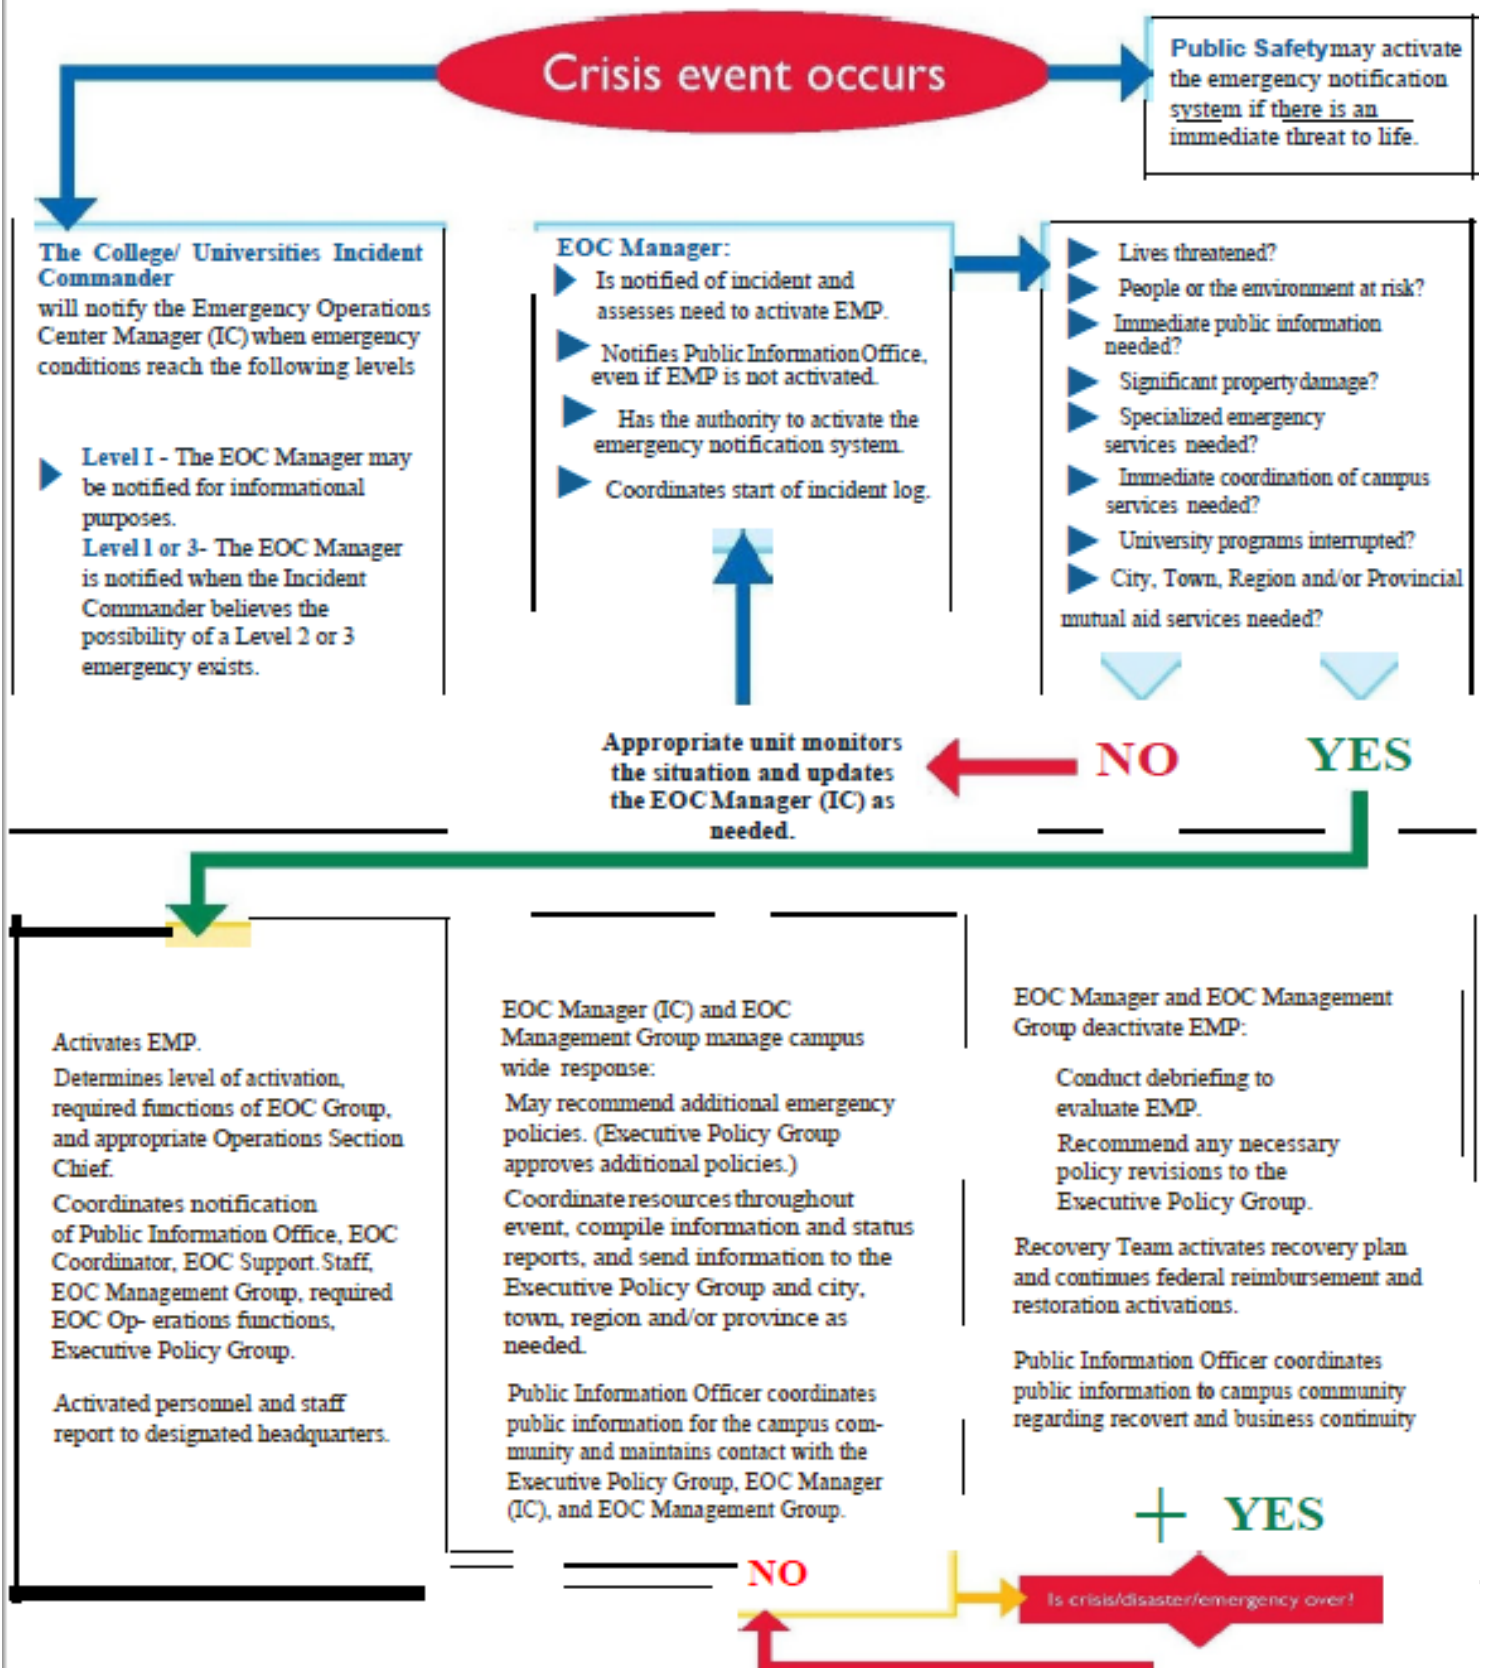 Crisis event occurs
Public Safety may activate
the emergency notification
system if there is an
immediate threat to life.
The College/ Universities Incident
Commander
will notify the Emergency Operations
Center Manager (IC) when emergency
conditions reach the following levels
Level I - The EOC Manager may
be notified for informational
purposes.
Level l or 3- The EOC Manager
is notified when the Incident
Commander believes the
possibility of a Level 2 or 3
emergency exists.
EOC Manager:
Is notified of incident and
assesses need to activate EMP.
Notifies Public Information Office,
even if EMP is not activated.
Has the authority to activate the
emergency notification system.
Coordinates start of incident log.
Lives threatened?
People or the environment at risk?
Immediate public information
needed?
Significant property damage?
Specialized emergency
services needed?
Immediate coordination of campus
services needed?
University programs interrupted?
City, Town, Region and/or Provincial
mutual aid services needed?
NO
YES
Appropriate unit monitors
the situation and updates
the EOC Manager (IC) as
needed.
Activates EMP.
Determines level of activation,
required functions of EOC Group,
and appropriate Operations Section
Chief.
Coordinates notification
of Public Information Office, EOC
Coordinator, EOC Support. Staff,
EOC Management Group, required
EOC Op- erations functions,
Executive Policy Group.
Activated personnel and staff
report to designated headquarters.
EOC Manager (IC) and EOC
Management Group manage campus
wide response:
May recommend additional emergency
policies. (Executive Policy Group
approves additional policies.)
Coordinate resources throughout
event, compile information and status
reports, and send information to the
Executive Policy Group and city,
town, region and/or province as
needed.
Public Information Officer coordinates
public information for the campus com-
munity and maintains contact with the
Executive Policy Group, EOC Manager
(IC), and EOC Management Group.
NO
EOC Manager and EOC Management
Group deactivate EMP:
Conduct debriefing to
evaluate EMP.
Recommend any necessary
policy revisions to the
Executive Policy Group.
Recovery Team activates recovery plan
and continues federal reimbursement and
restoration activations.
Public Information Officer coordinates
public information to campus community
regarding recovert and business continuity
+ YES
Is crisis/disaster/emergency over?